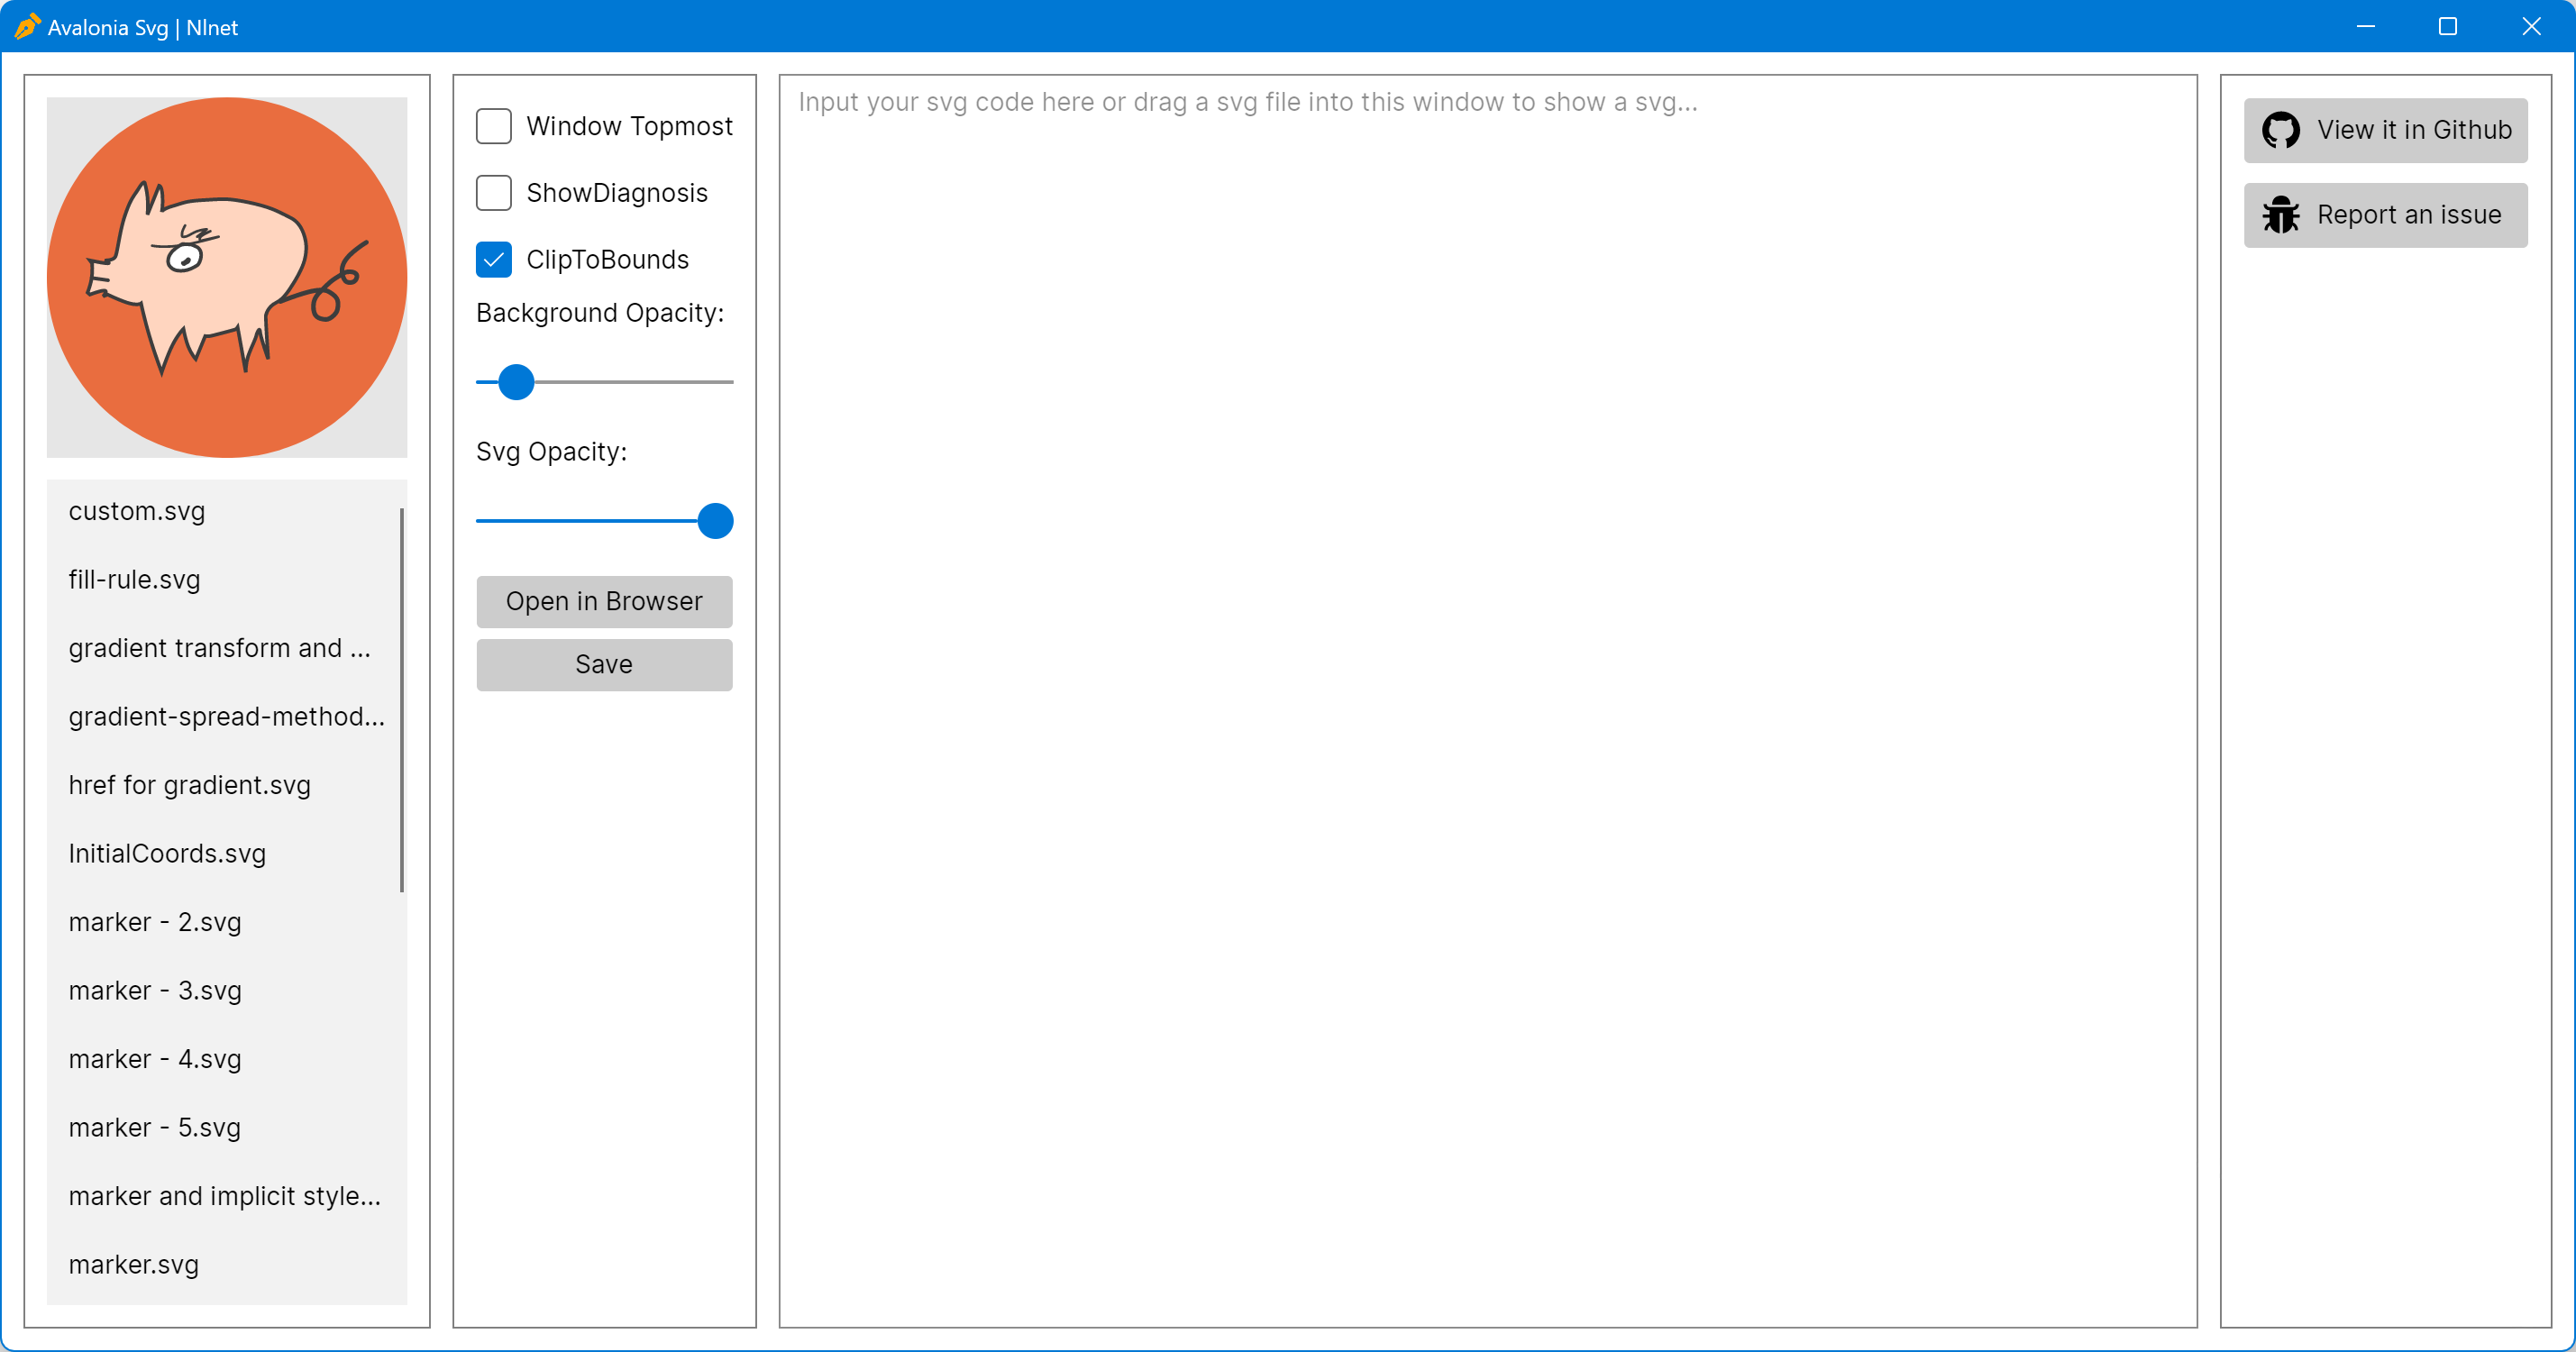 Avalonia Svg | Nlnet
custom.svg
fill-rule.svg
gradient transform and ...
gradient-spread-method...
href for gradient.svg
InitialCoords.svg
marker - 2.svg
marker - 3.svg
marker - 4.svg
marker - 5.svg
marker and implicit style...
marker.svg
Window Topmost
ShowDiagnosis
ClipToBounds
Background Opacity:
Svg Opacity:
Open in Browser
Save
Input your svg code here or drag a svg file into this window to show a svg...
View it in Github
Report an issue